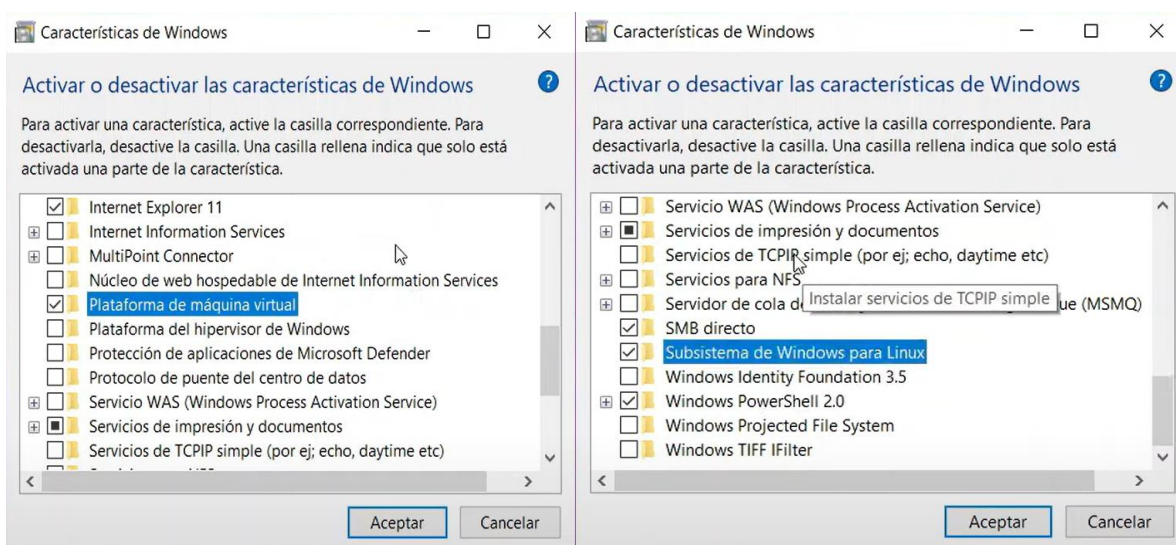 Características de Windows
Activar o desactivar las características de Windows
Para activar una característica, active la casilla correspondiente. Para
desactivarla, desactive la casilla. Una casilla rellena indica que solo está
activada una parte de la característica.
Internet Explorer 11
Internet Information Services
MultiPoint Connector
Núcleo de web hospedable de Internet Information Services
Plataforma de máquina virtual
Plataforma del hipervisor de Windows
Protección de aplicaciones de Microsoft Defender
Protocolo de puente del centro de datos
Servicio WAS (Windows Process Activation Service)
Servicios de impresión y documentos
Servicios de TCPIP simple (por ej; echo, daytime etc)
Aceptar Cancelar
Características de Windows
Activar o desactivar las características de Windows
Para activar una característica, active la casilla correspondiente. Para
desactivarla, desactive la casilla. Una casilla rellena indica que solo está
activada una parte de la característica.
Servicio WAS (Windows Process Activation Service)
Servicios de impresión y documentos
Servicios de TCPIP simple (por ej; echo, daytime etc)
Servicios para NFS
Instalar servicios de TCPIP simple
Servidor de cola de ue (MSMQ)
SMB directo
Subsistema de Windows para Linux
Windows Identity Foundation 3.5
Windows PowerShell 2.0
Windows Projected File System
Windows TIFF IFilter
Aceptar Cancelar